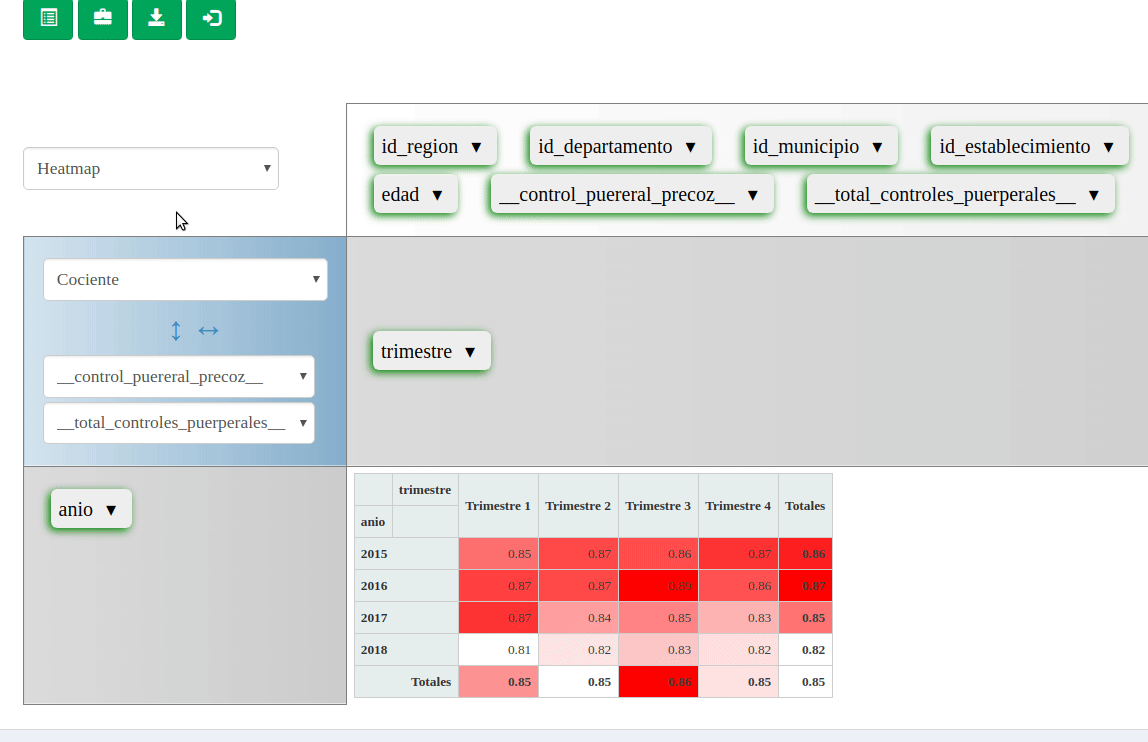 id_region ▼ id_departamento ▼ id_municipio ▼ id_establecimiento ▼
Heatmap
edad ▼ __control_puereral_precoz__ ▼ __total_controles_puerperales__ ▼
Cociente
↕ ↔
trimestre ▼
__control_puereral_precoz__
__total_controles_puerperales__
anio ▼
trimestre Trimestre 1 Trimestre 2 Trimestre 3 Trimestre 4 Totales
anio
2015 0.85 0.87 0.86 0.87 0.86
2016 0.87 0.87 0.89 0.86 0.87
2017 0.87 0.84 0.85 0.83 0.85
2018 0.81 0.82 0.83 0.82 0.82
Totales 0.85 0.85 0.86 0.85 0.85